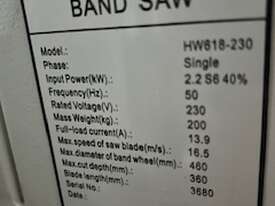 BAND SAW
Model.: HW618-230
Phase: Single
Input Power(kW).: 2.2 S6 40%
Frequency(Hz).: 50
Rated Voltage(V).: 230
Mass Weight(kg).: 200
Full-load current(A).: 13.9
Max.speed of saw blade(m/s).: 16.5
Max.diameter of band wheel(mm).: 460
Max.cut depth(mm).: 360
Blade length(mm).: 3680
Serial No.:
Date: